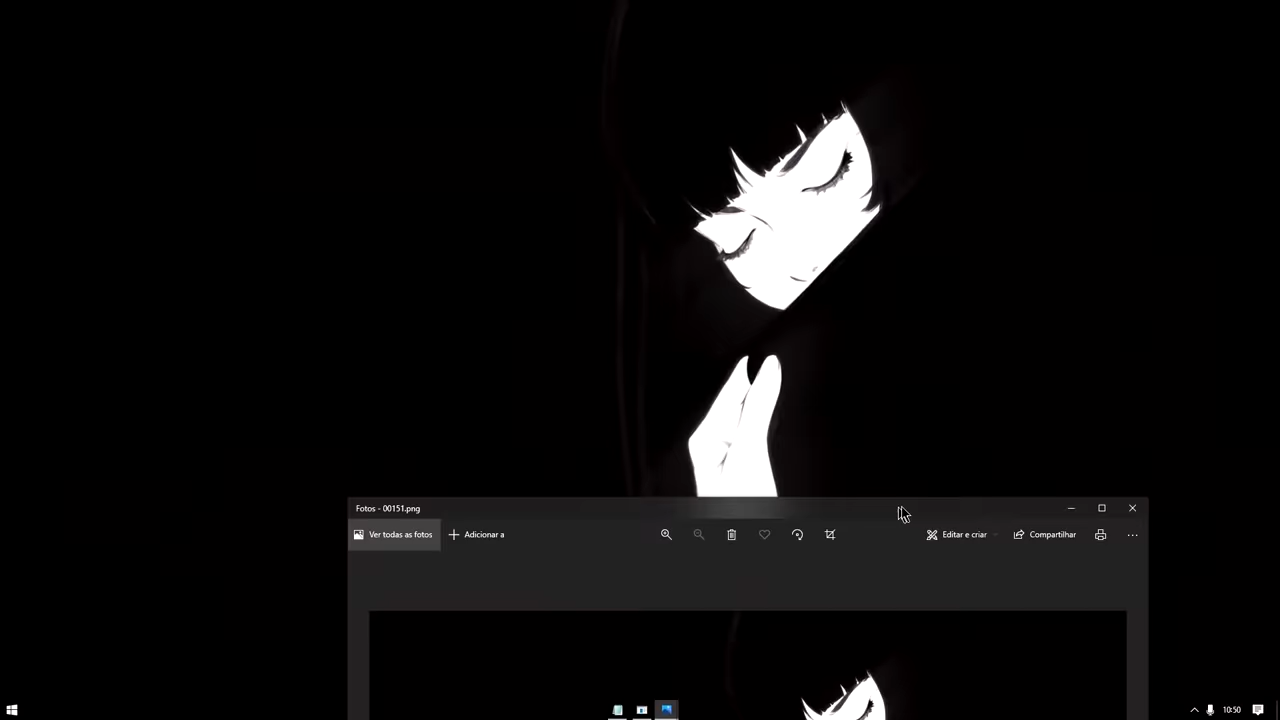 Fotos - 00151.png
Ver todas as fotos
Adicionar a
Editar e criar
Compartilhar
10:50